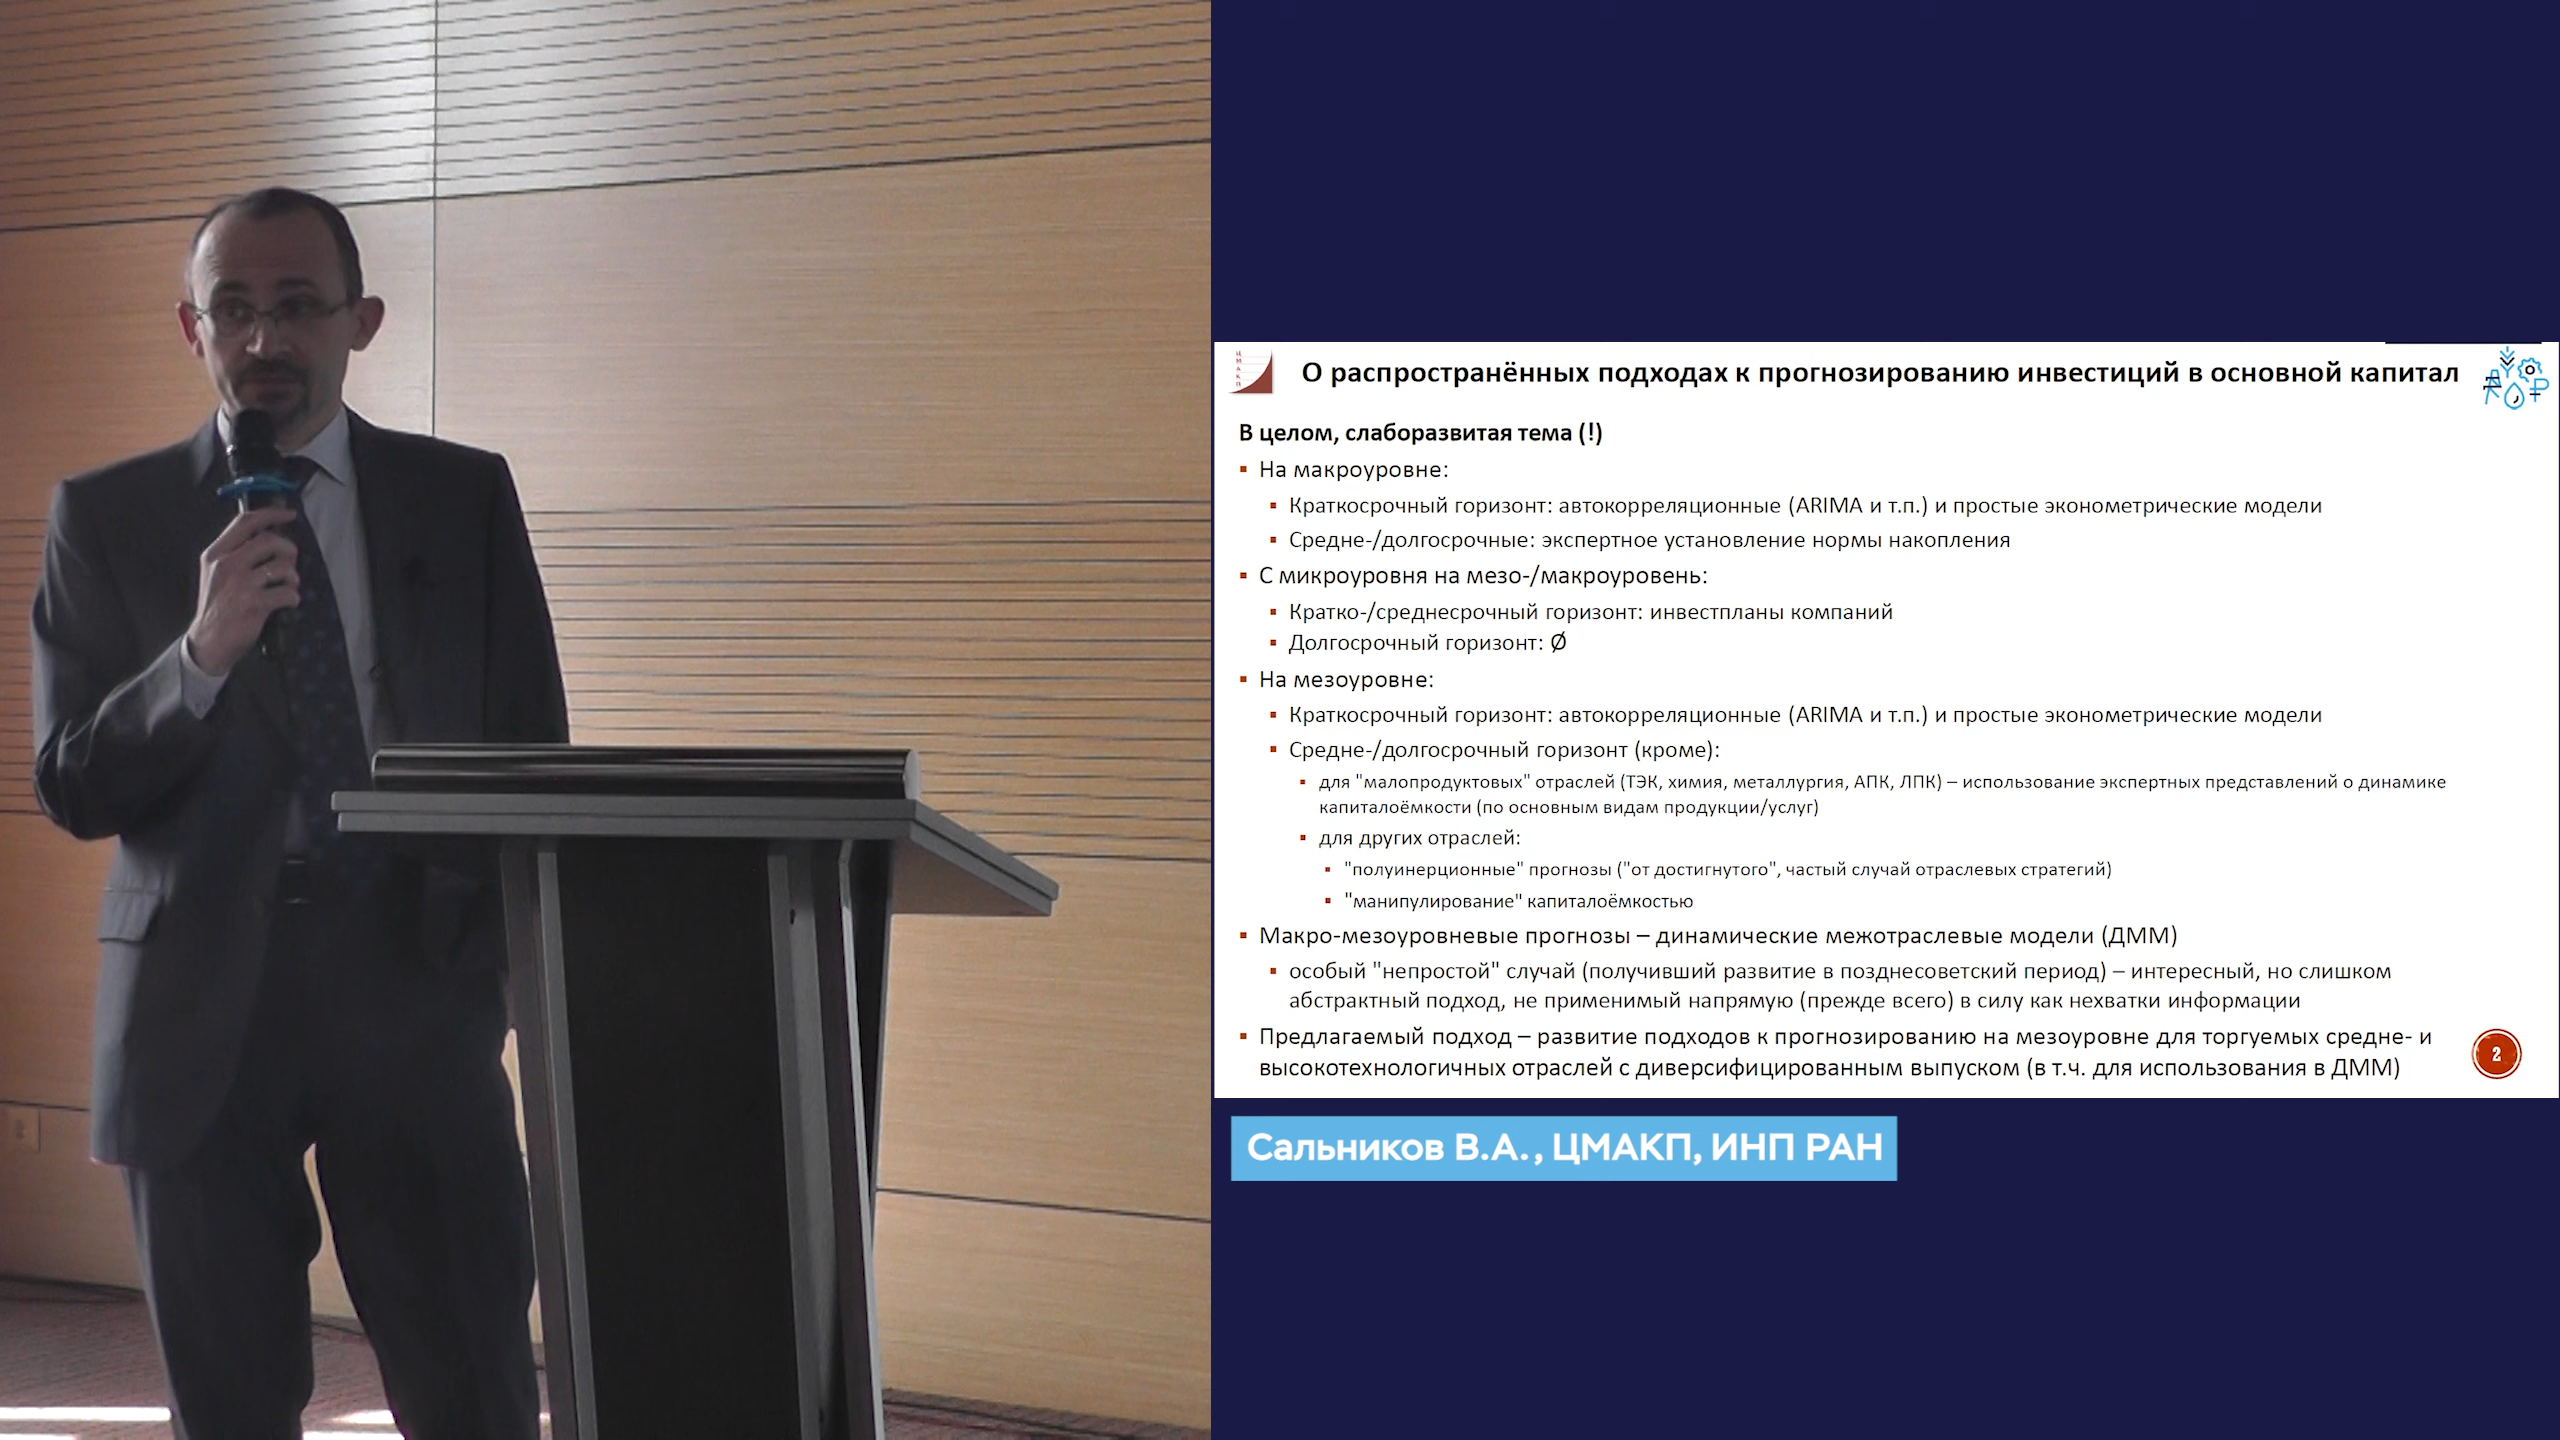 ЦМАКП
О распространённых подходах к прогнозированию инвестиций в основной капитал
В целом, слаборазвитая тема (!)
На макроуровне:
Краткосрочный горизонт: автокорреляционные (ARIMA и т.п.) и простые эконометрические модели
Средне-/долгосрочные: экспертное установление нормы накопления
С микроуровня на мезо-/макроуровень:
Кратко-/среднесрочный горизонт: инвестпланы компаний
Долгосрочный горизонт: Ø
На мезоуровне:
Краткосрочный горизонт: автокорреляционные (ARIMA и т.п.) и простые эконометрические модели
Средне-/долгосрочный горизонт (кроме):
для "малопродуктовых" отраслей (ТЭК, химия, металлургия, АПК, ЛПК) – использование экспертных представлений о динамике
капиталоёмкости (по основным видам продукции/услуг)
для других отраслей:
"полуинерционные" прогнозы ("от достигнутого", частый случай отраслевых стратегий)
"манипулирование" капиталоёмкостью
Макро-мезоуровневые прогнозы – динамические межотраслевые модели (ДММ)
особый "непростой" случай (получивший развитие в позднесоветский период) – интересный, но слишком
абстрактный подход, не применимый напрямую (прежде всего) в силу как нехватки информации
Предлагаемый подход – развитие подходов к прогнозированию на мезоуровне для торгуемых средне- и
высокотехнологичных отраслей с диверсифицированным выпуском (в т.ч. для использования в ДММ)
2
Сальников В.А., ЦМАКП, ИНП РАН